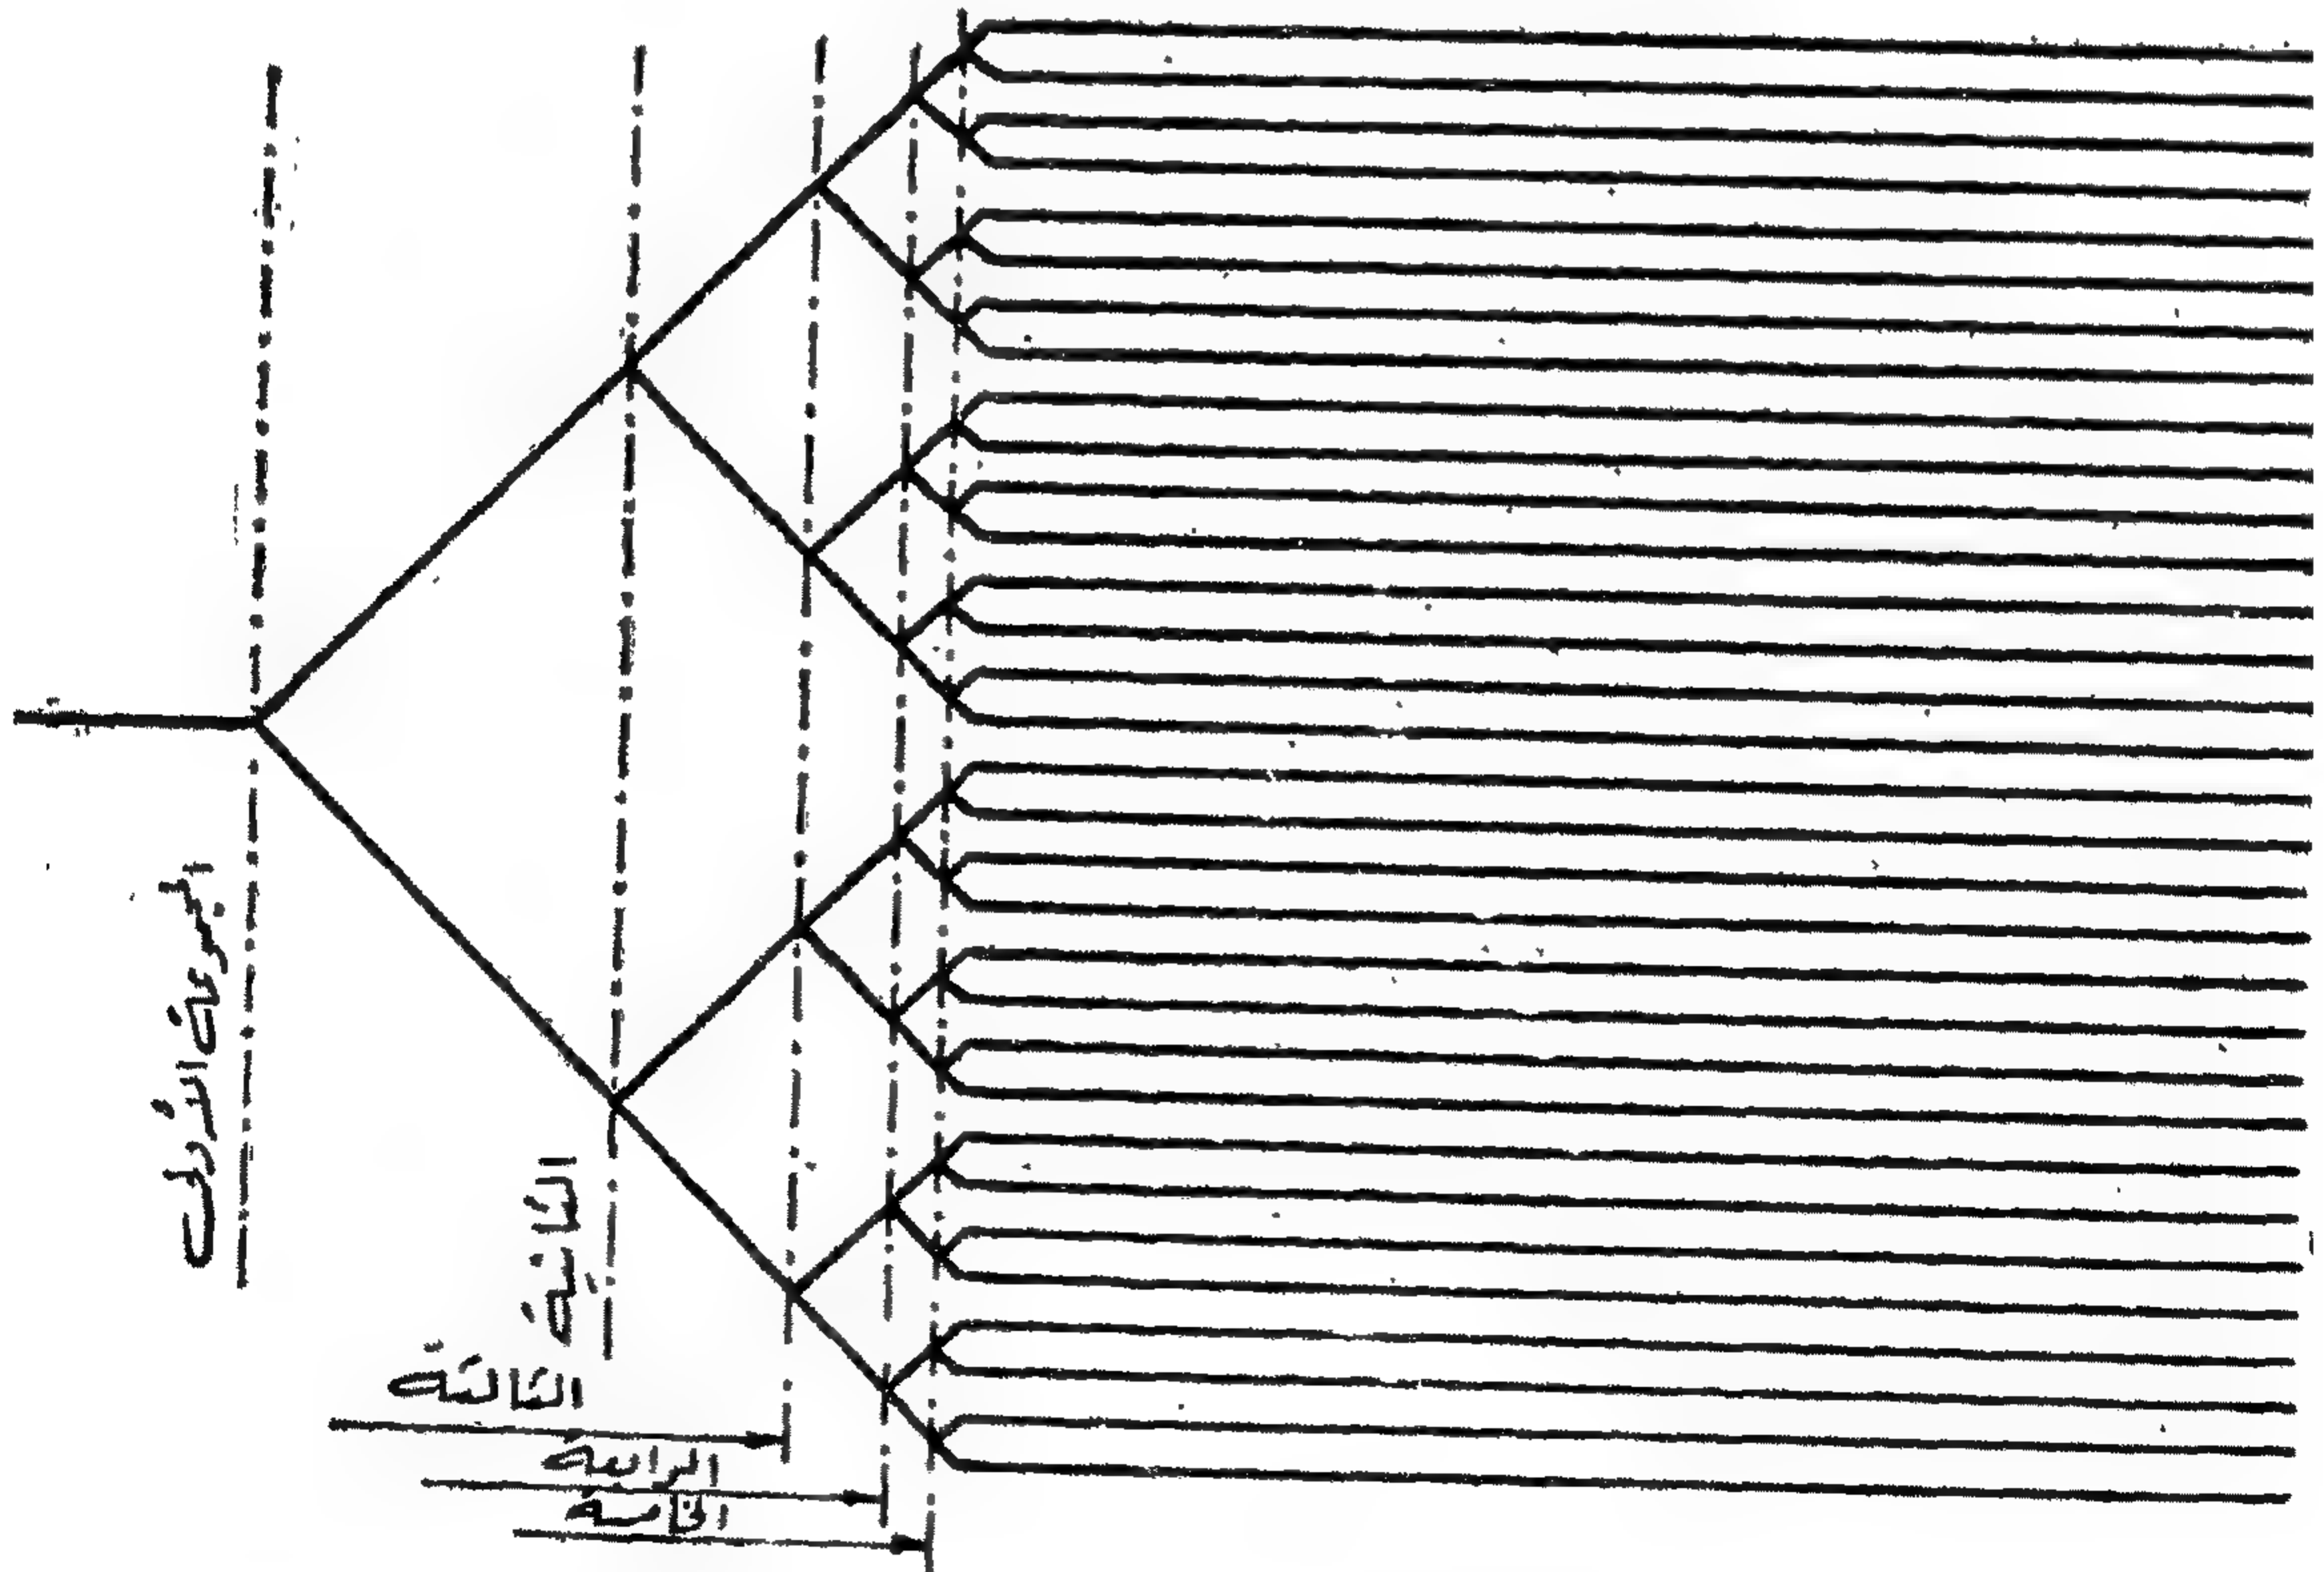 المجموعة الأولى
الثانية
الثالثة
الرابعة
الخامسة